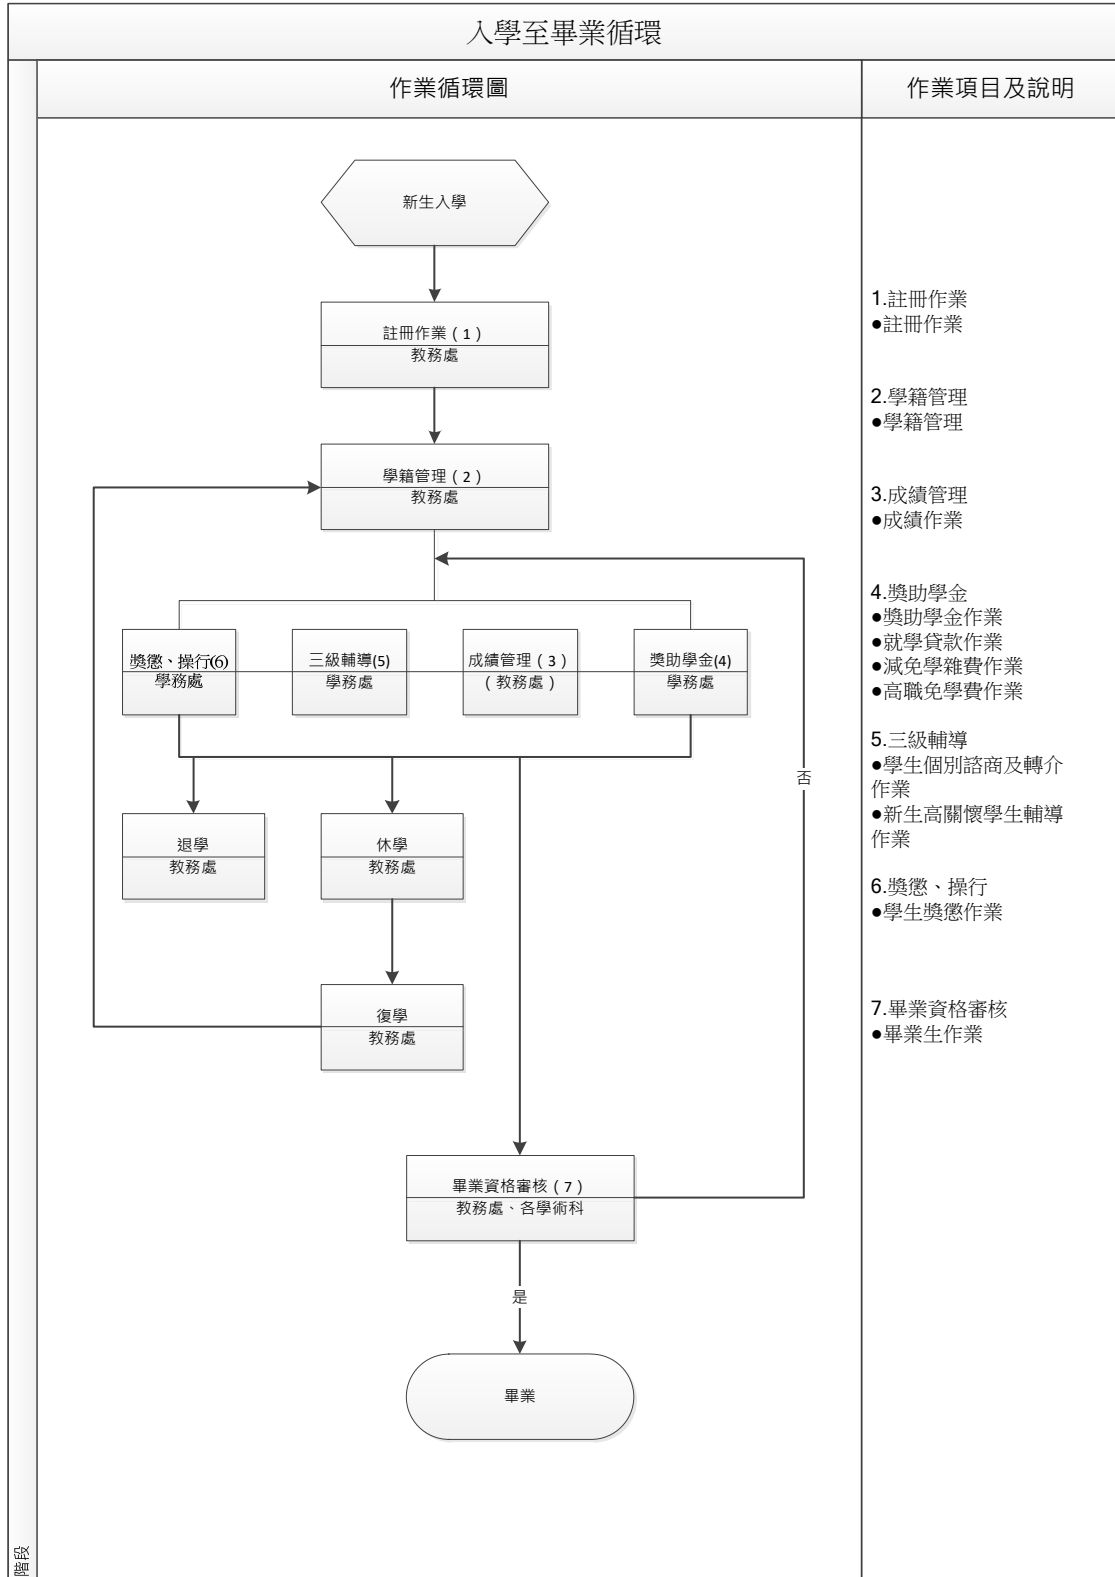 入學至畢業循環
作業循環圖
作業項目及說明
新生入學
註冊作業（1）
教務處
學籍管理（2）
教務處
獎懲、操行(6)
學務處
三級輔導(5)
學務處
成績管理（3）
（教務處）
獎助學金(4)
學務處
否
退學
教務處
休學
教務處
復學
教務處
畢業資格審核（7）
教務處、各學術科
是
畢業
階段
1.註冊作業
●註冊作業
2.學籍管理
●學籍管理
3.成績管理
●成績作業
4.獎助學金
●獎助學金作業
●就學貸款作業
●減免學雜費作業
●高職免學費作業
5.三級輔導
●學生個別諮商及轉介
作業
●新生高關懷學生輔導
作業
6.獎懲、操行
●學生獎懲作業
7.畢業資格審核
●畢業生作業